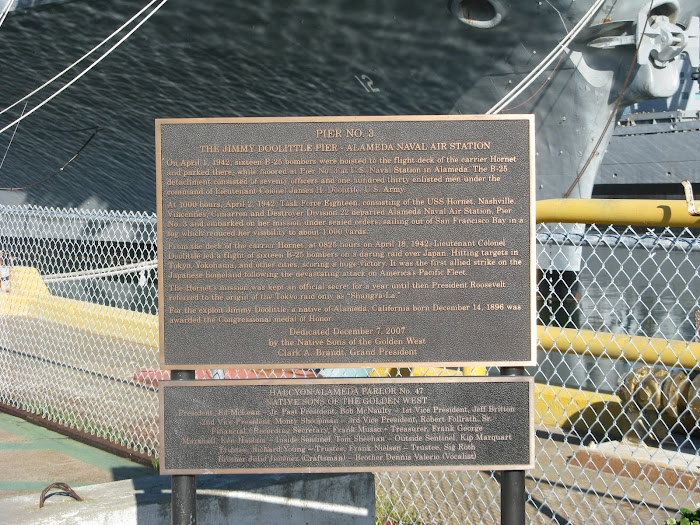 PIER NO. 3
THE JIMMY DOOLITTLE PIER - ALAMEDA NAVAL AIR STATION
On April 1, 1942, sixteen B-25 bombers were hoisted to the flight deck of the carrier Hornet
and parked there, while moored at Pier No. 3 at U.S. Naval Station in Alameda. The B-25
detachment consisted of seventy officers and one hundred thirty enlisted men under the
command of Lieutenant Colonel James H. Doolittle, U.S. Army.
At 1000 hours, April 2, 1942, Task Force Eighteen, consisting of the USS Hornet, Nashville,
Vincennes, Cimarron and Destroyer Division 22 departed Alameda Naval Air Station, Pier
No. 3 and embarked on her mission under sealed orders, sailing out of San Francisco Bay in a
fog which reduced her visibility to about 1,000 yards.
From the deck of the carrier Hornet, at 0825 hours on April 18, 1942, Lieutenant Colonel
Doolittle led a flight of sixteen B-25 bombers on a daring raid over Japan. Hitting targets in
Tokyo, Yokohama, and other cities, scoring a huge victory. It was the first allied strike on the
Japanese homeland following the devastating attack on America's Pacific Fleet.
The Hornet's mission was kept an official secret for a year until then President Roosevelt
referred to the origin of the Tokyo raid only as "Shangri-La."
For the exploit Jimmy Doolittle, a native of Alameda, California born December 14, 1896 was
awarded the Congressional medal of Honor.
Dedicated December 7, 2007
by the Native Sons of the Golden West
Clark A. Brandt, Grand President
HALCYON ALAMEDA PARLOR No. 47
NATIVE SONS OF THE GOLDEN WEST
President, Ed McKean - Jr. Past President, Bob McNaulty - 1st Vice President, Jeff Britton
2nd Vice President, Monty Shocquman - 3rd Vice President, Robert Follrath, Sr.
Financial / Recording Secretary, Frank Musser - Treasurer, Frank George
Marshall, Ken Hanlan - Inside Sentinel, Tom Sheehan - Outside Sentinel, Kip Marquart
Trustee, Richard Young - Trustee, Frank Nielsen - Trustee, Sig Roth
Brother Julio Jimenez (Craftsman) - Brother Dennis Valerio (Vocalist)
12